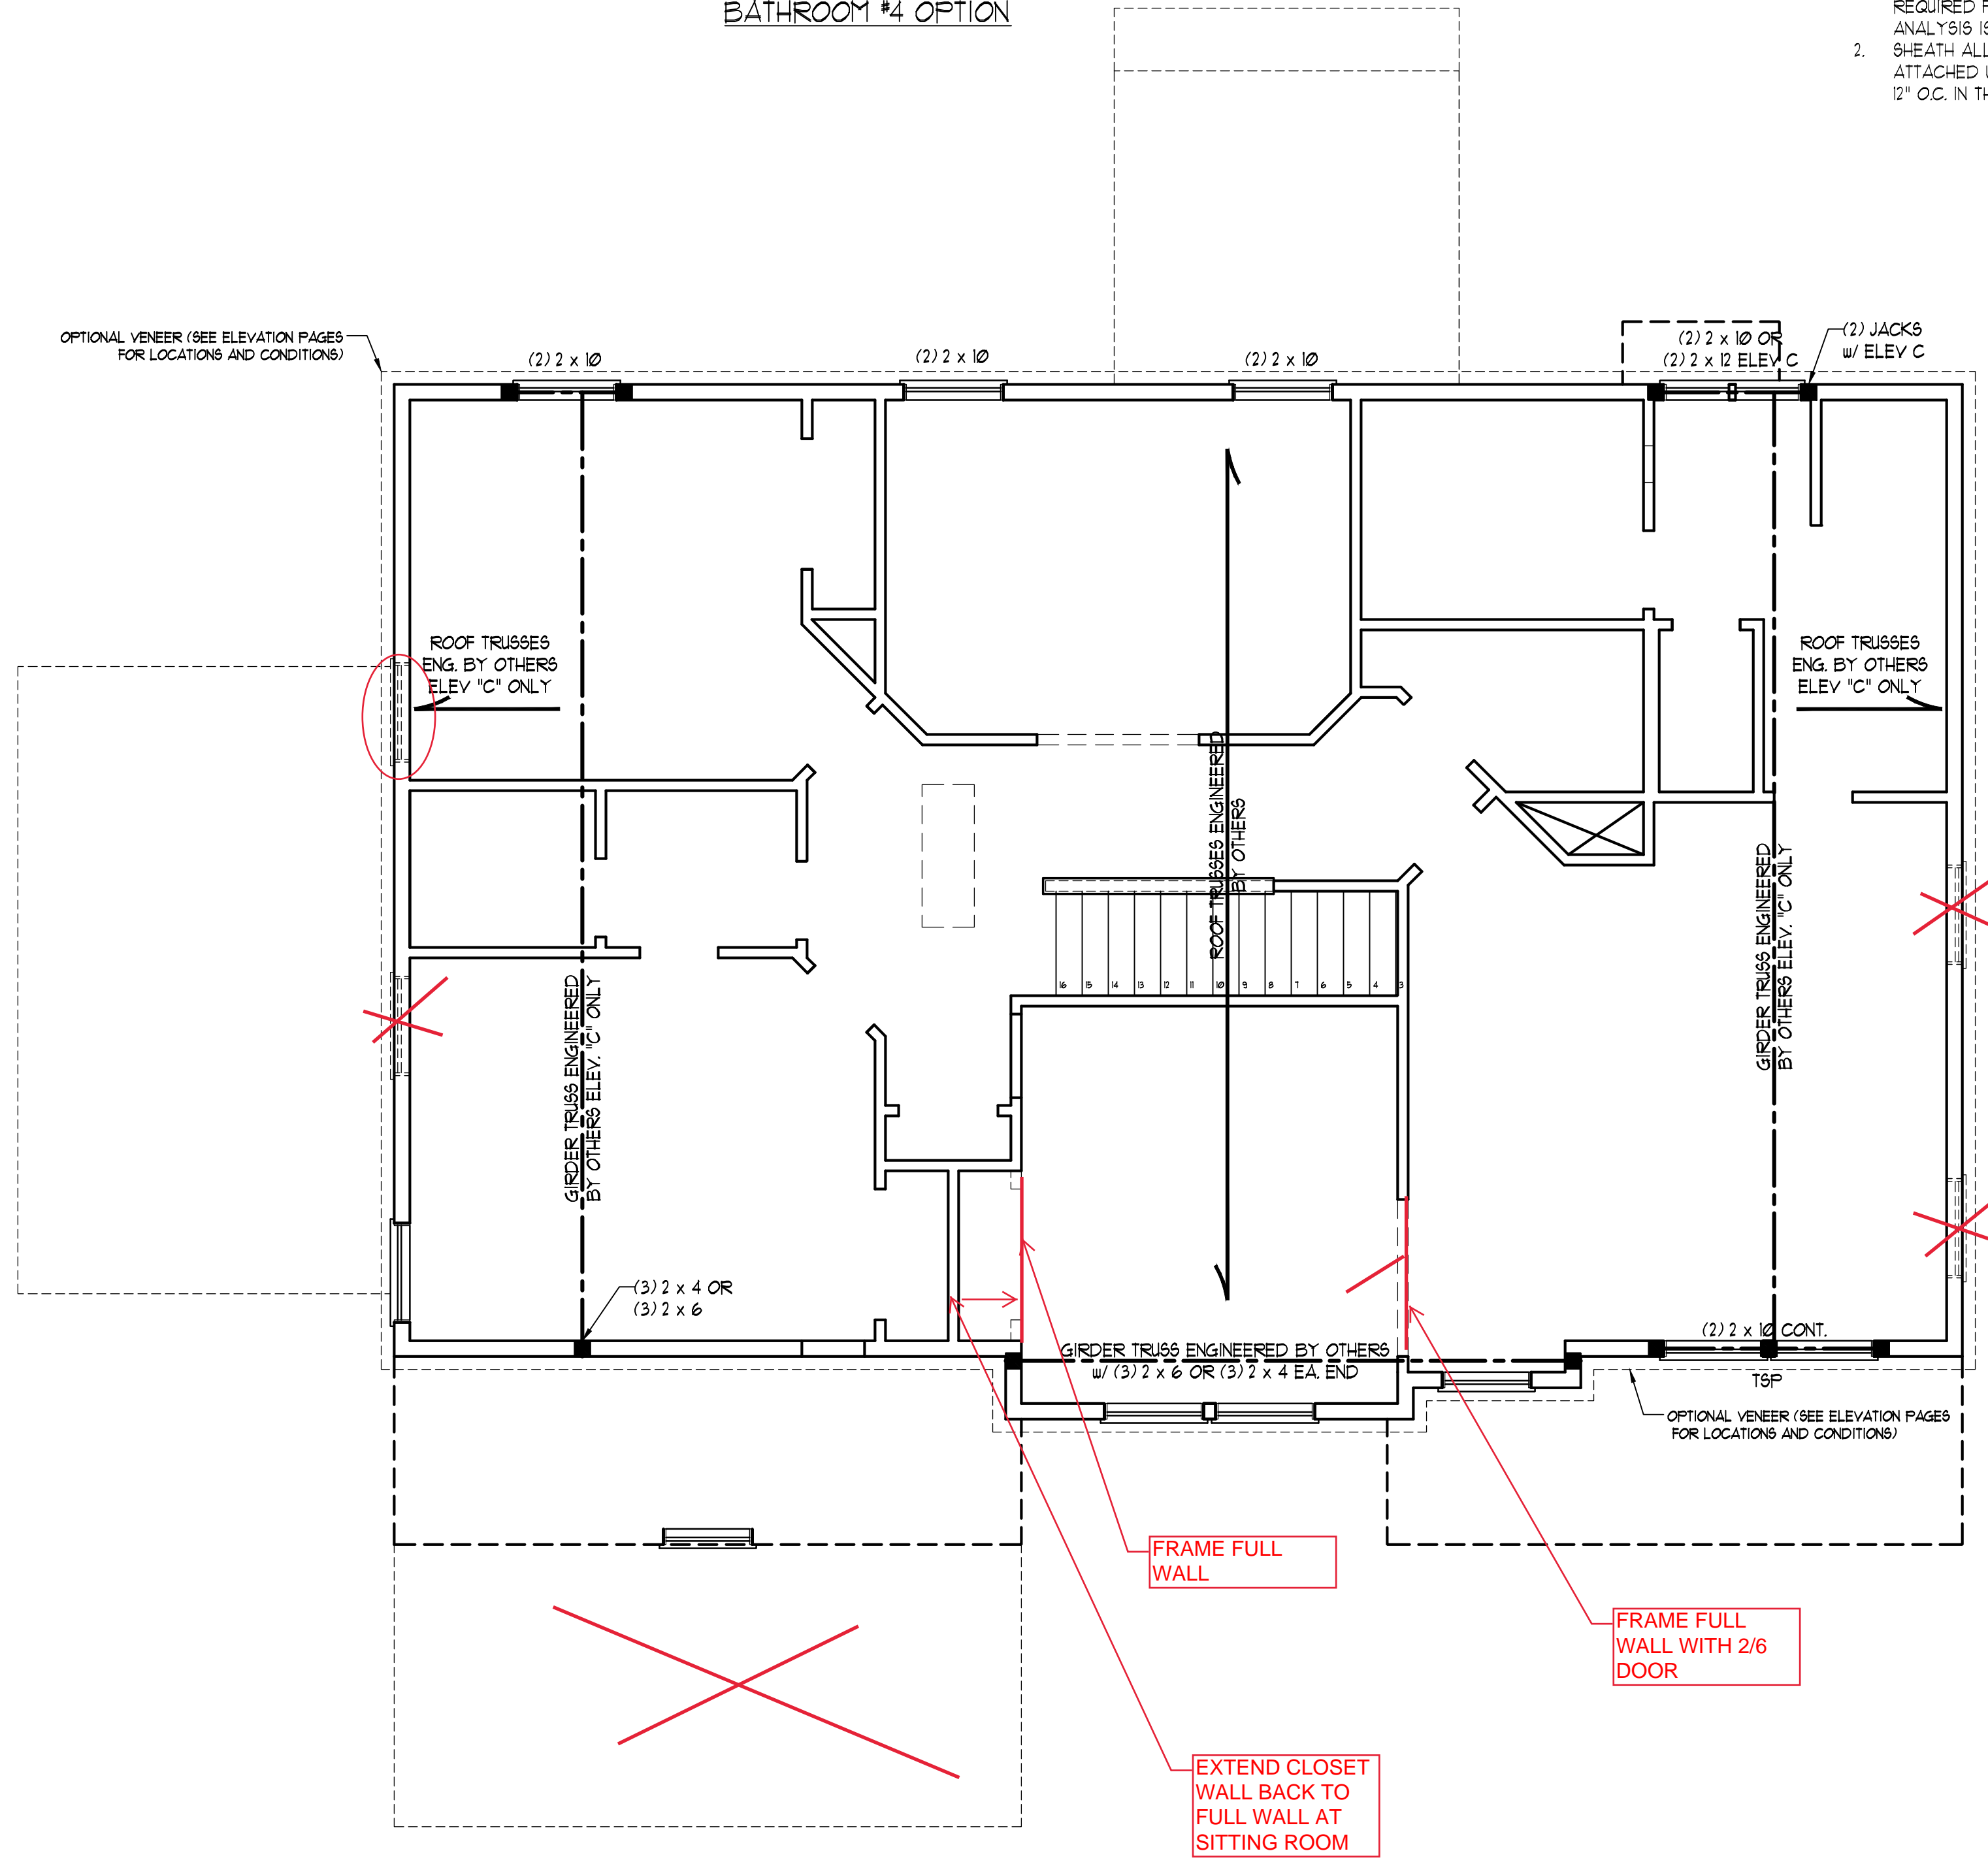 BATHROOM #4 OPTION
ANALYSIS IS
2. SHEATH ALL
ATTACHED
12" O.C. IN
OPTIONAL VENEER (SEE ELEVATION PAGES
FOR LOCATIONS AND CONDITIONS)
(2) 2 x 10
(2) 2 x 10
(2) 2 x 10
(2) 2 x 10 OR
(2) 2 x 12 ELEV C
(2) JACKS
w/ ELEV C
ROOF TRUSSES
ENG. BY OTHERS
ELEV "C" ONLY
ROOF TRUSSES
ENG. BY OTHERS
ELEV "C" ONLY
ROOF TRUSSES ENGINEERED
BY OTHERS
GIRDER TRUSS ENGINEERED
BY OTHERS ELEV. "C" ONLY
16 15 14 13 12 11 10 9 8 7 6 5 4 3
GIRDER TRUSS ENGINEERED
BY OTHERS ELEV. "C" ONLY
(3) 2 x 4 OR
(3) 2 x 6
GIRDER TRUSS ENGINEERED BY OTHERS
w/ (3) 2 x 6 OR (3) 2 x 4 EA. END
(2) 2 x 10 CONT.
TSP
OPTIONAL VENEER (SEE ELEVATION PAGES
FOR LOCATIONS AND CONDITIONS)
FRAME FULL
WALL
FRAME FULL
WALL WITH 2/6
DOOR
EXTEND CLOSET
WALL BACK TO
FULL WALL AT
SITTING ROOM